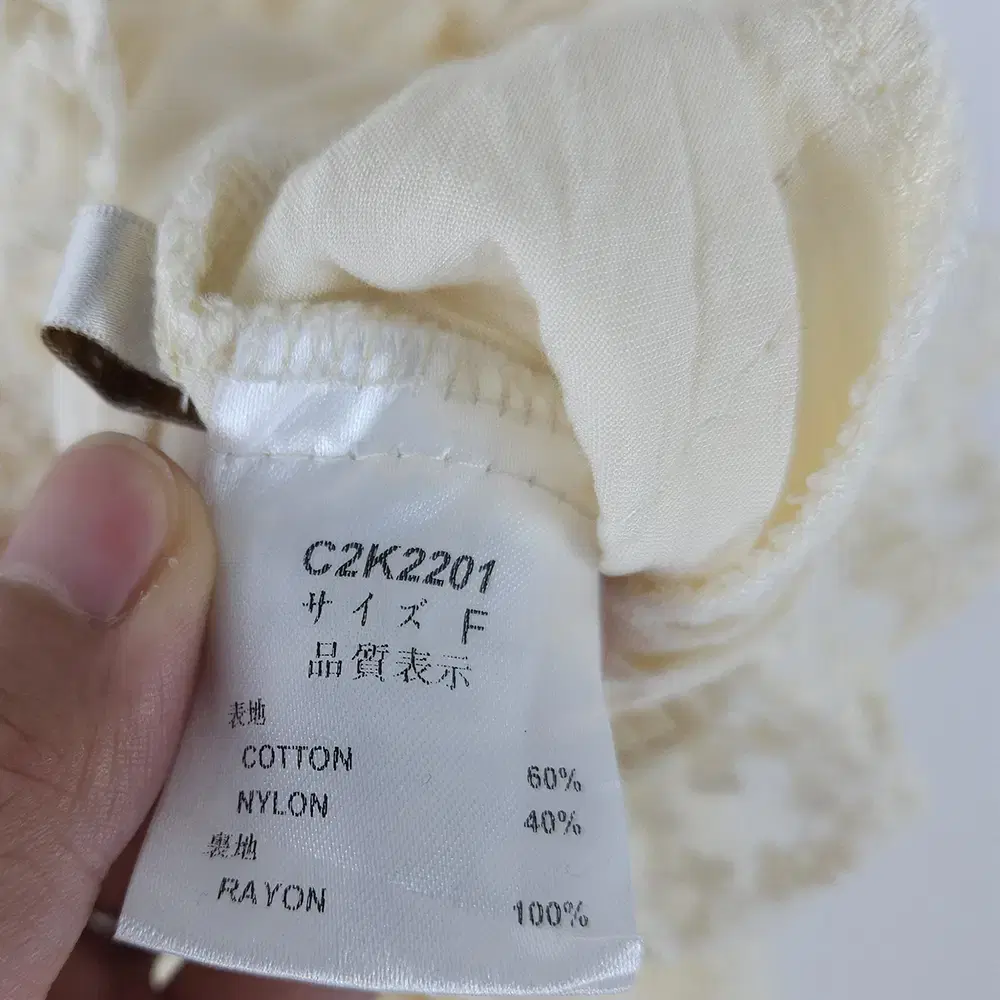 C2K2201
サイズ F
品質表示
表地
COTTON 60%
NYLON 40%
裏地
RAYON 100%